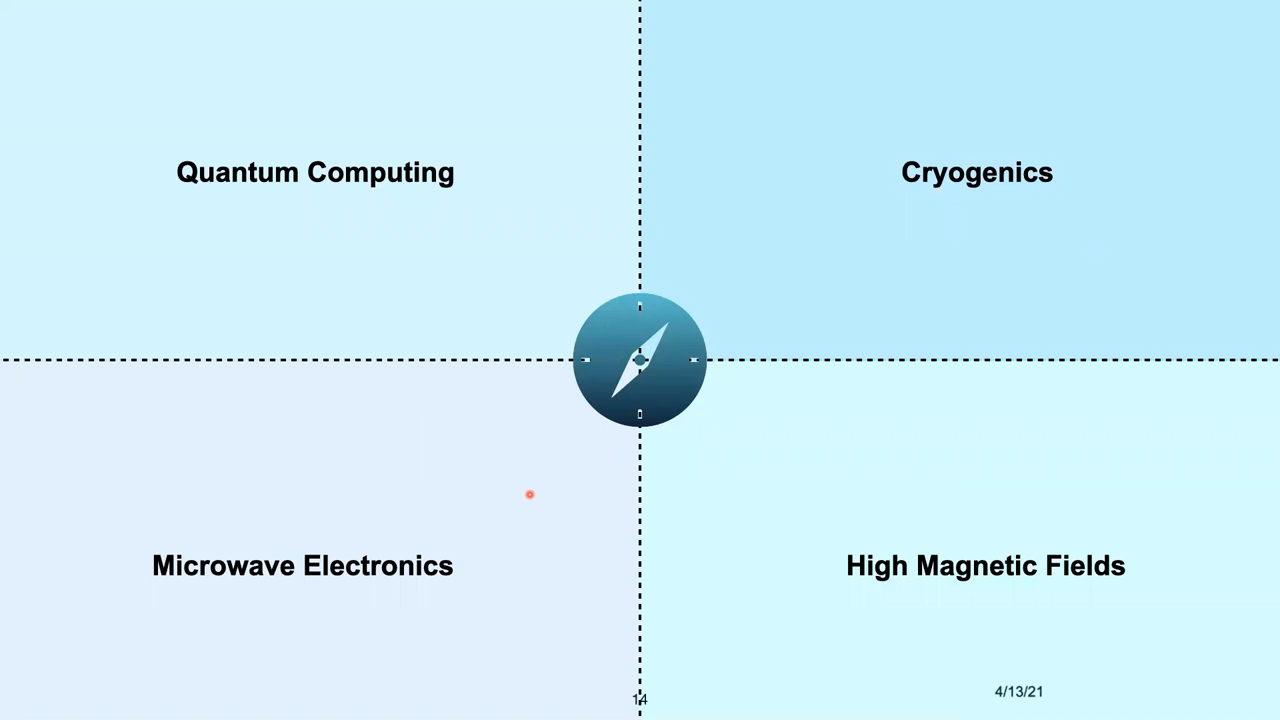 Quantum Computing
Cryogenics
Microwave Electronics
High Magnetic Fields
14
4/13/21